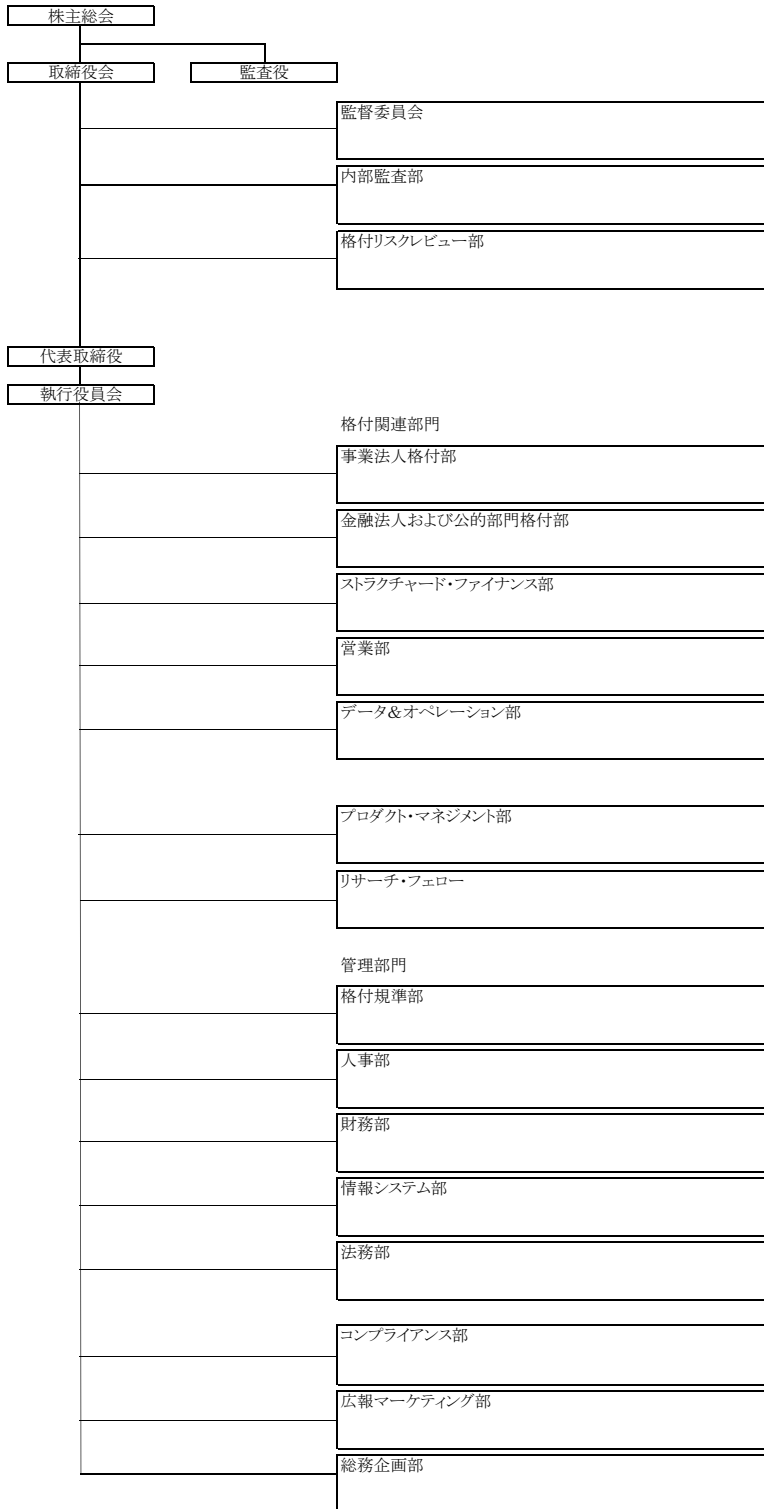 株主総会
取締役会
監査役
監督委員会
内部監査部
格付リスクレビュー部
代表取締役
執行役員会
格付関連部門
事業法人格付部
金融法人および公的部門格付部
ストラクチャード・ファイナンス部
営業部
データ&オペレーション部
プロダクト・マネジメント部
リサーチ・フェロー
管理部門
格付規準部
人事部
財務部
情報システム部
法務部
コンプライアンス部
広報マーケティング部
総務企画部